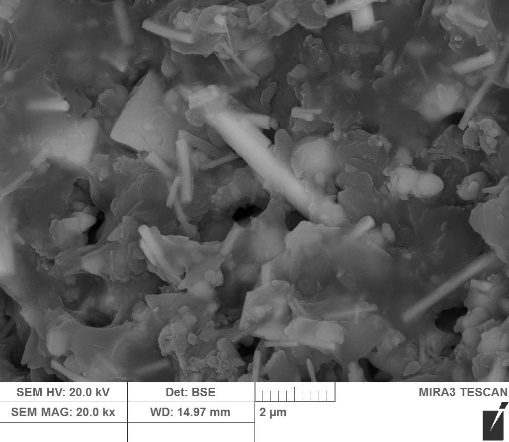 SEM HV: 20.0 kV
Det: BSE
MIRA3 TESCAN
SEM MAG: 20.0 kx
WD: 14.97 mm
2 µm